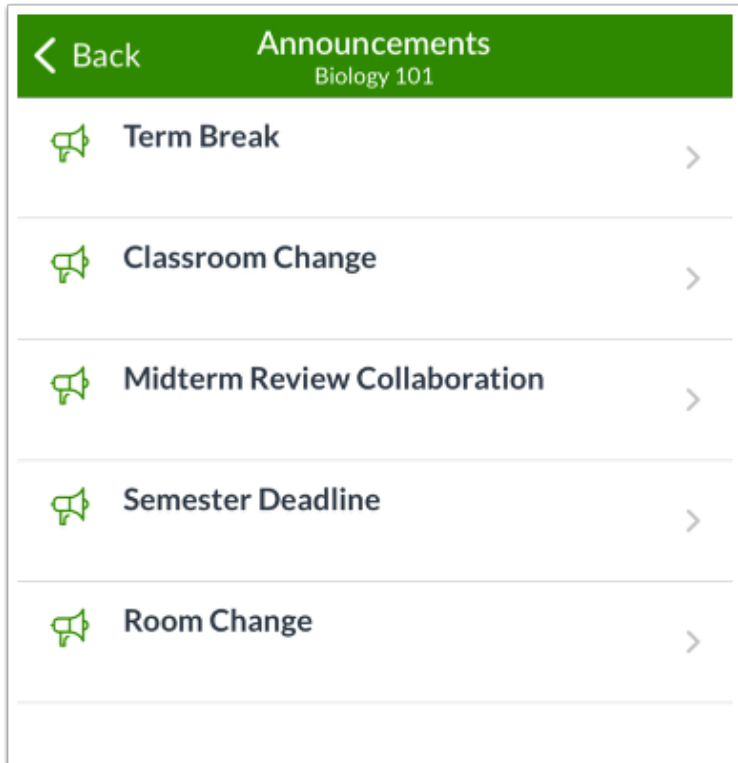 Back
Announcements
Biology 101
Term Break
Classroom Change
Midterm Review Collaboration
Semester Deadline
Room Change